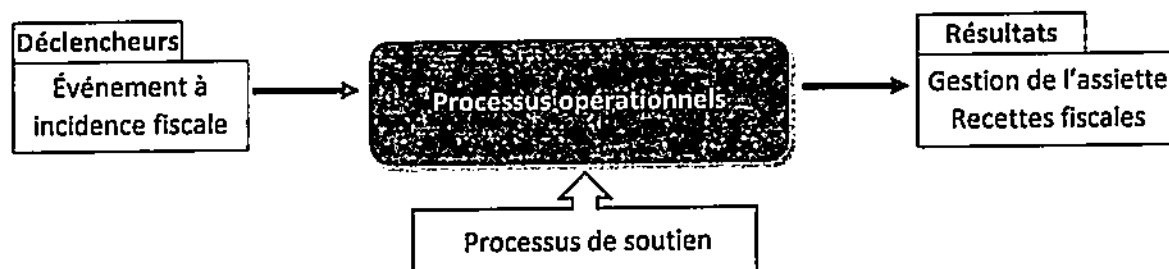 Déclencheurs
Événement à
incidence fiscale
Processus opérationnels
Résultats
Gestion de l'assiette
Recettes fiscales
Processus de soutien